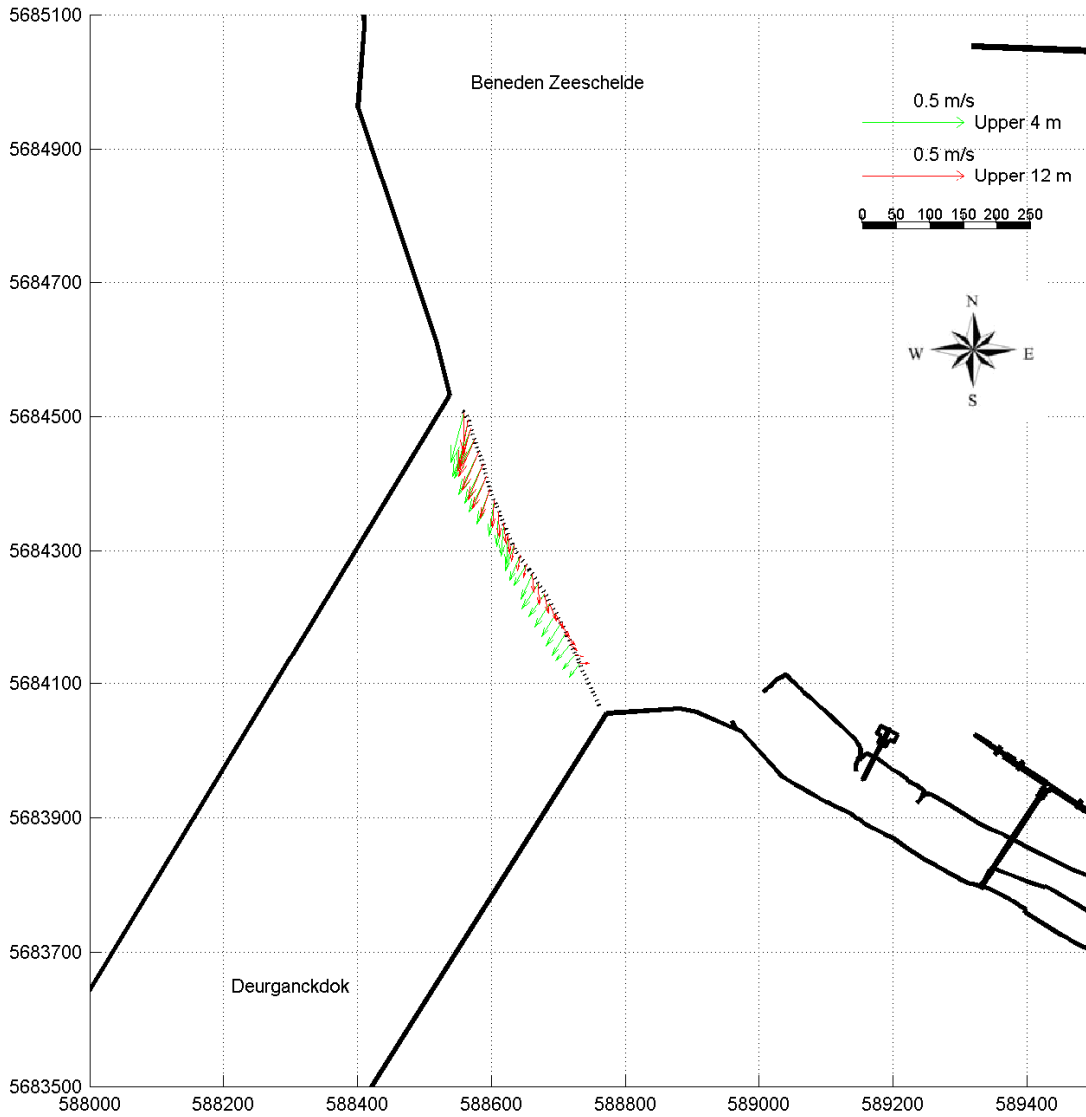 5685100
Beneden Zeeschelde
0.5 m/s
Upper 4 m
5684900
0.5 m/s
Upper 12 m
0 50 100 150 200 250
5684700
N
W E
S
5684500
5684300
5684100
5683900
5683700
Deurganckdok
5683500
588000 588200 588400 588600 588800 589000 589200 589400